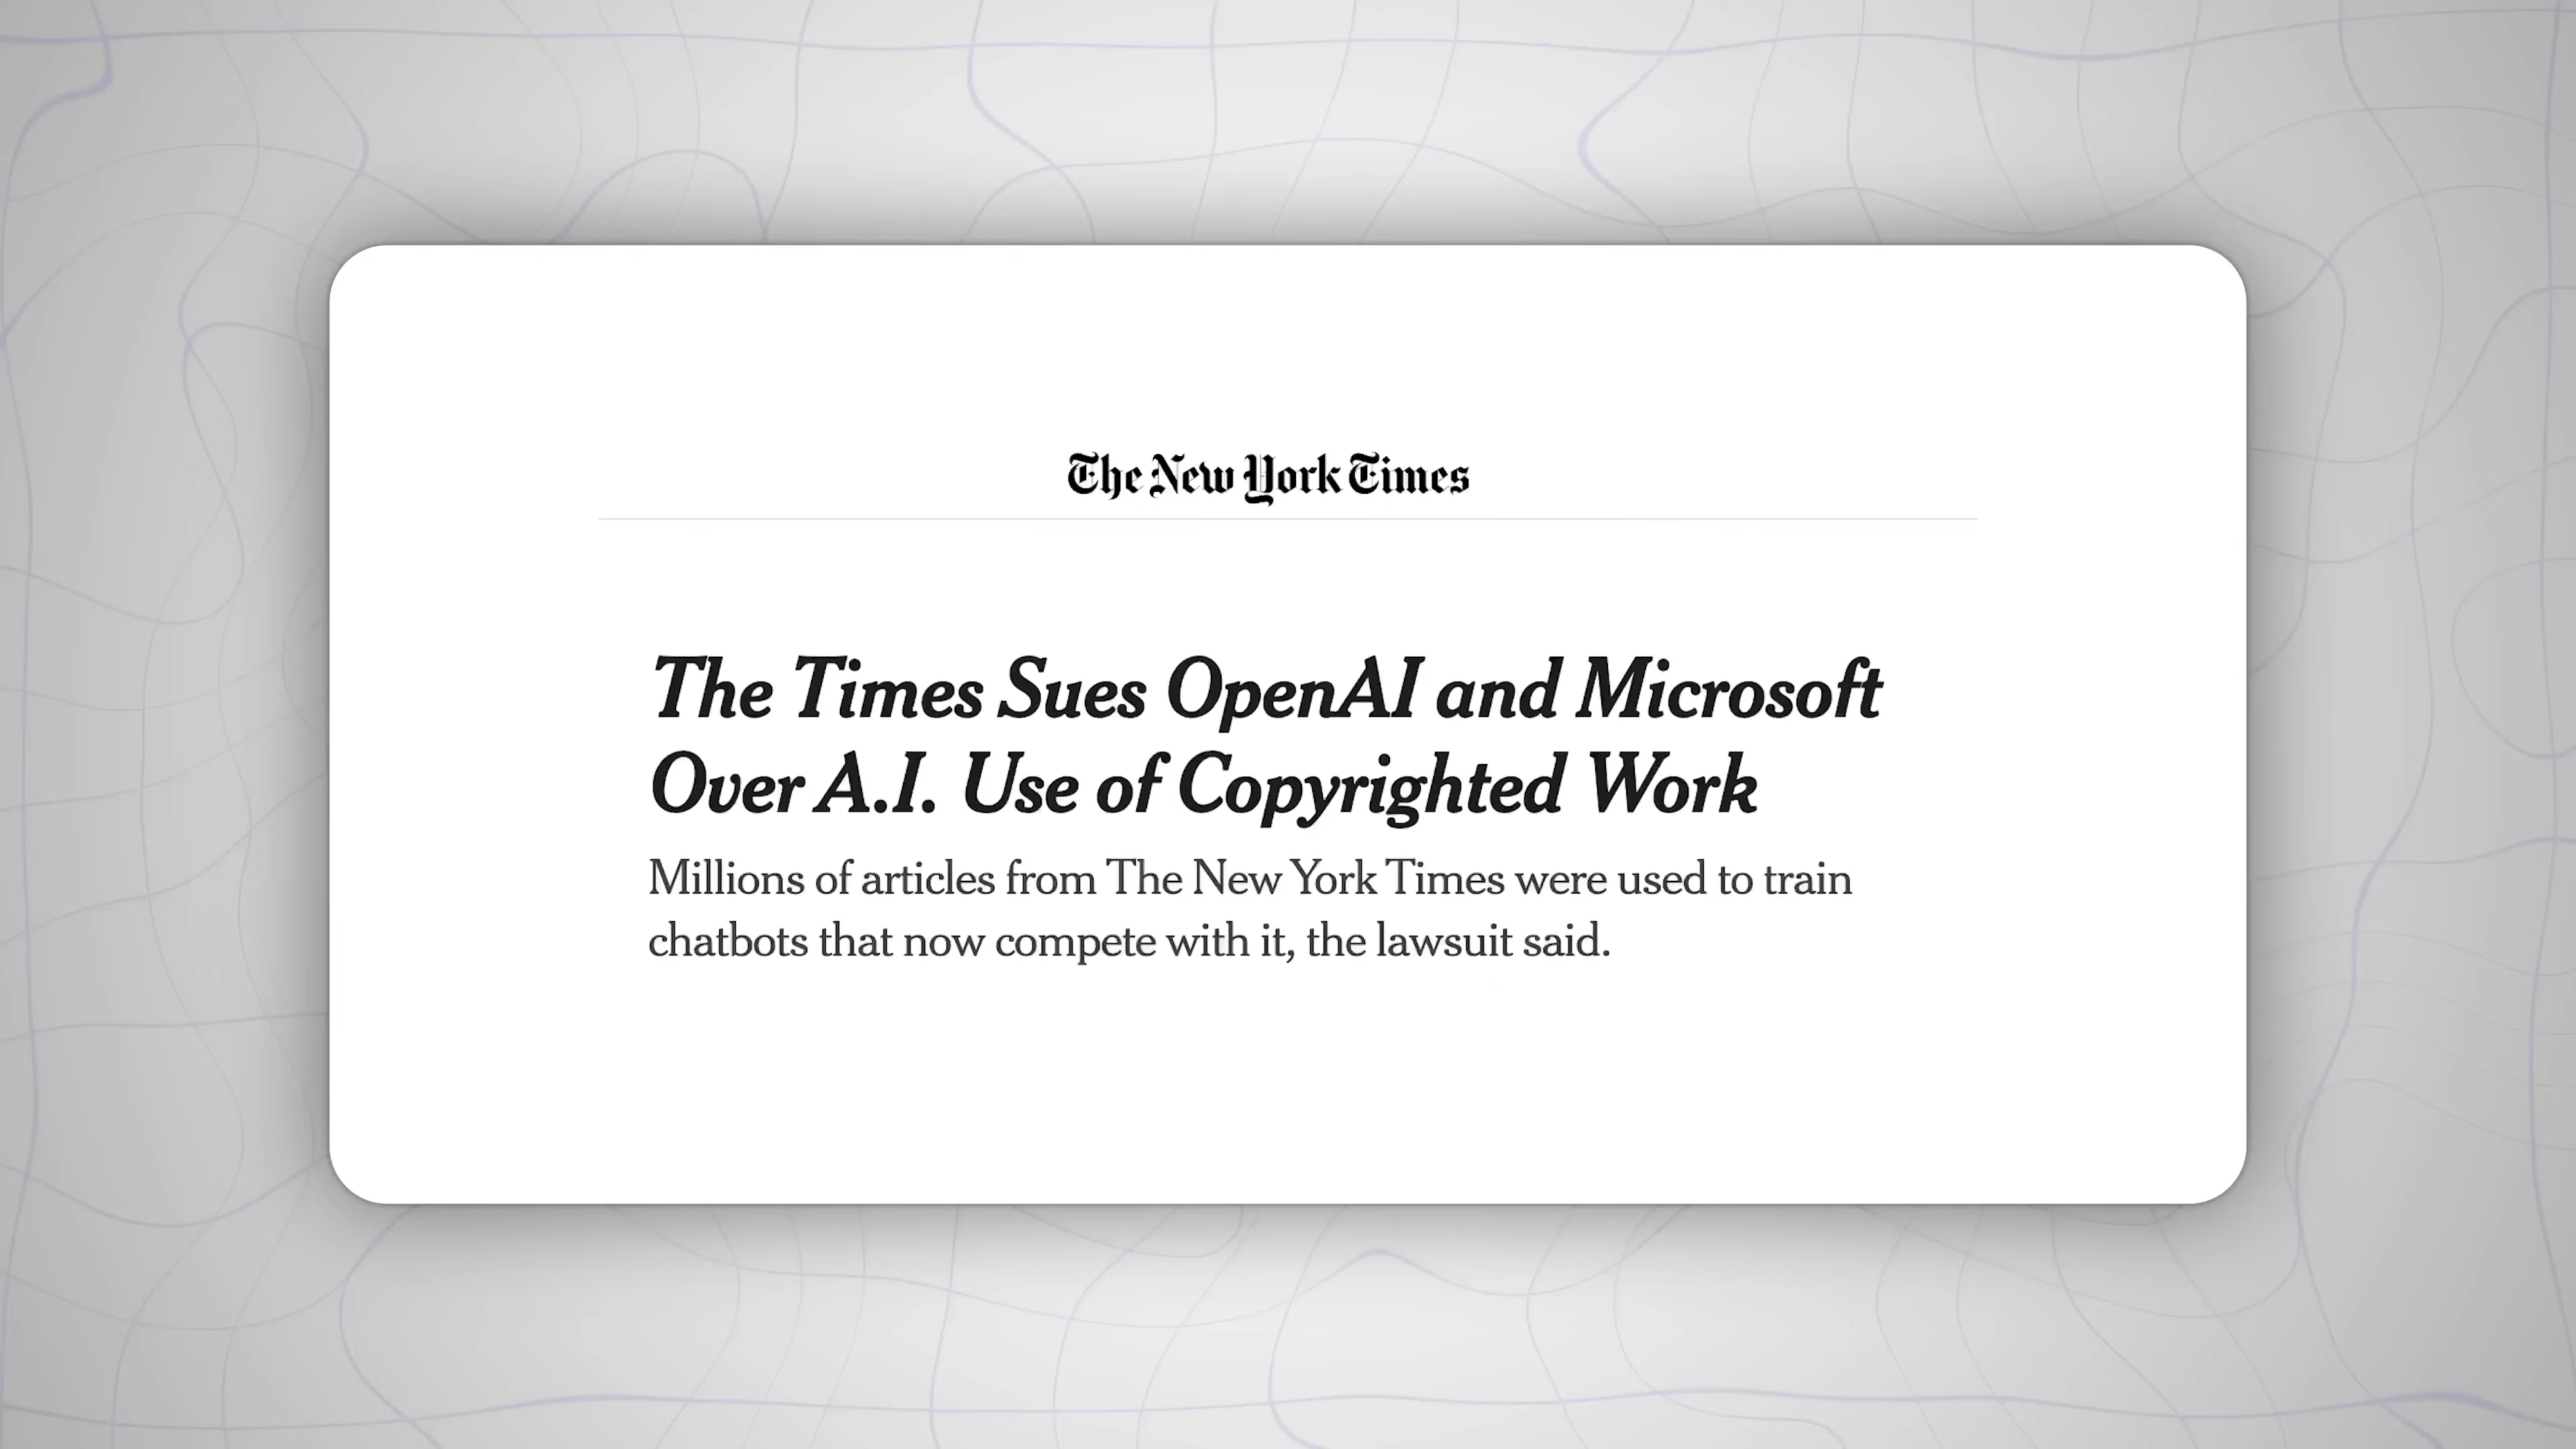 The New York Times
The Times Sues OpenAI and Microsoft
Over A.I. Use of Copyrighted Work
Millions of articles from The New York Times were used to train
chatbots that now compete with it, the lawsuit said.